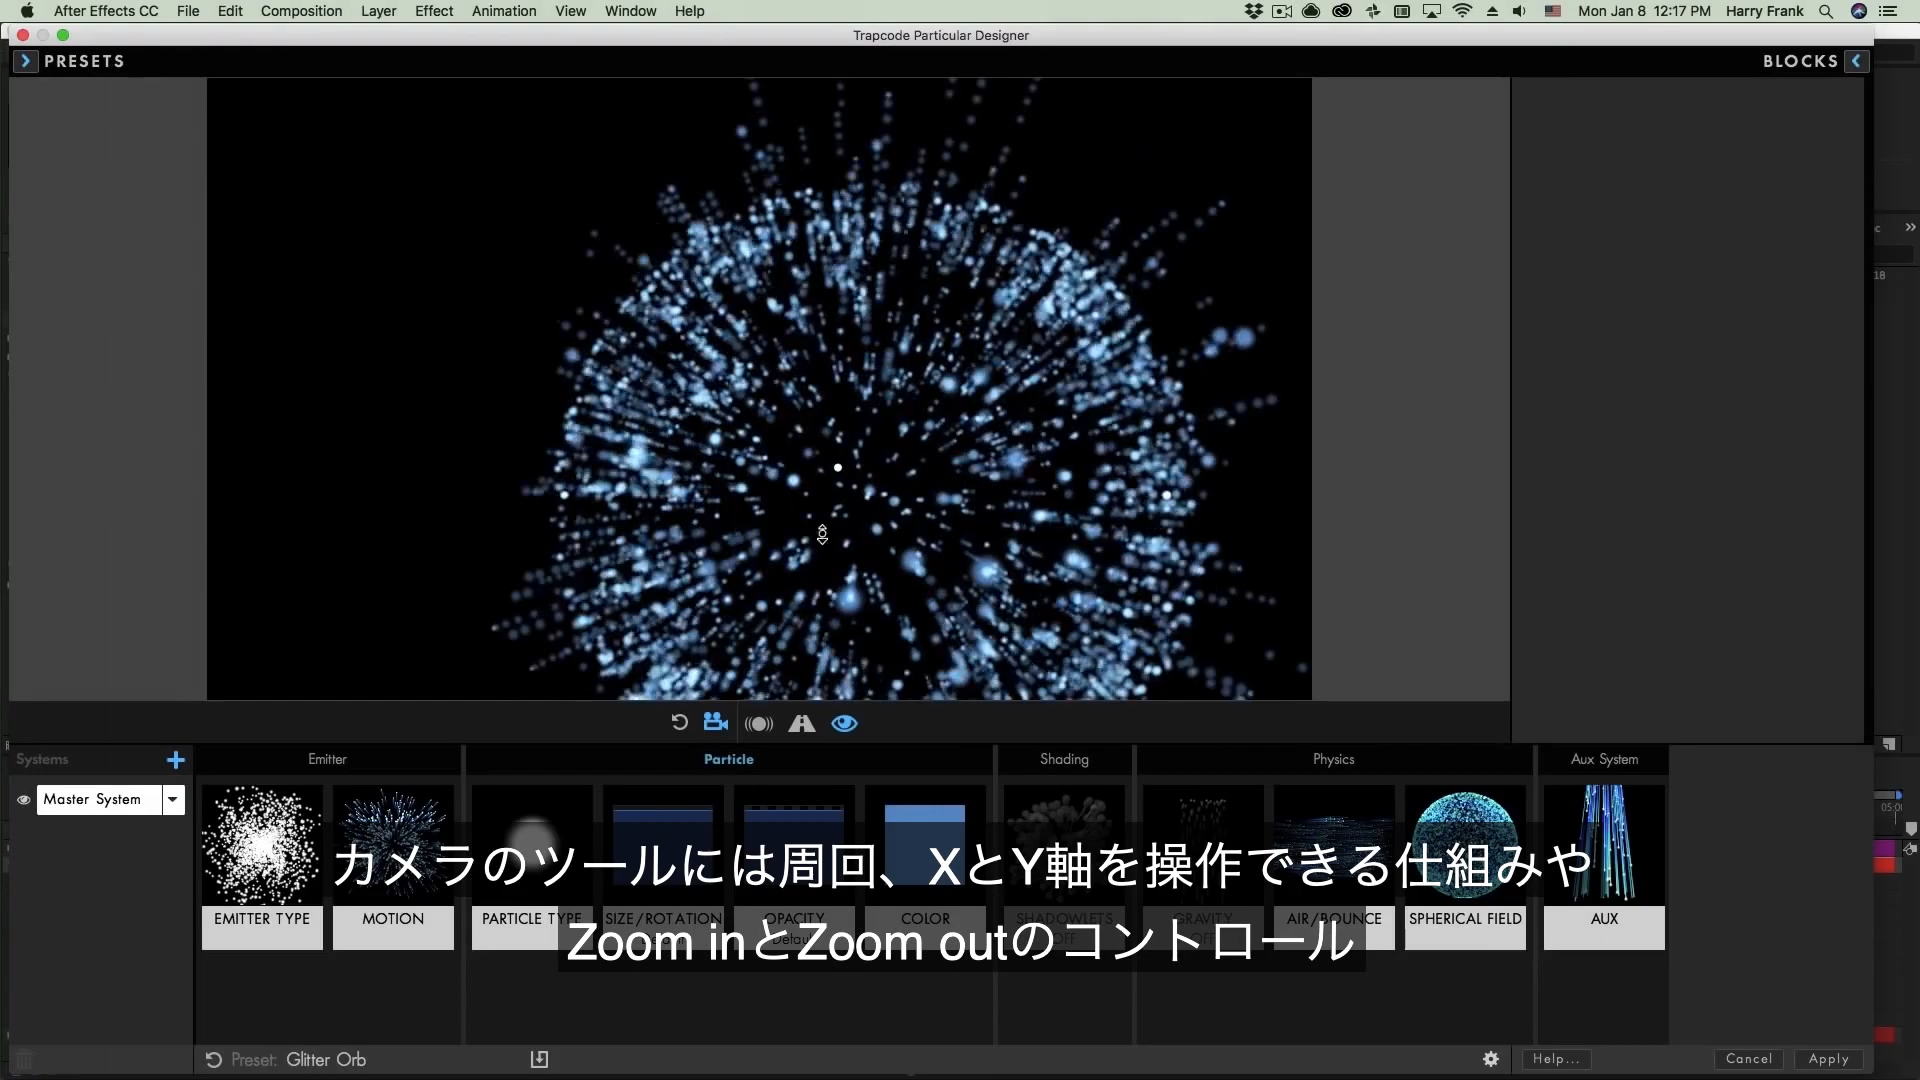 After Effects CC File Edit Composition Layer Effect Animation View Window Help Mon Jan 8 12:17 PM Harry Frank
Trapcode Particular Designer
PRESETS BLOCKS
18
Systems Emitter Particle Shading Physics Aux System
Master System
05:0
カメラのツールには周回、XとY軸を操作できる仕組みや
EMITTER TYPE MOTION PARTICLE TYPE SIZE/ROTATION OPACITY COLOR SHADOWLETS GRAVITY AIR/BOUNCE SPHERICAL FIELD AUX
Zoom inとZoom outのコントロール
Preset: Glitter Orb Help... Cancel Apply